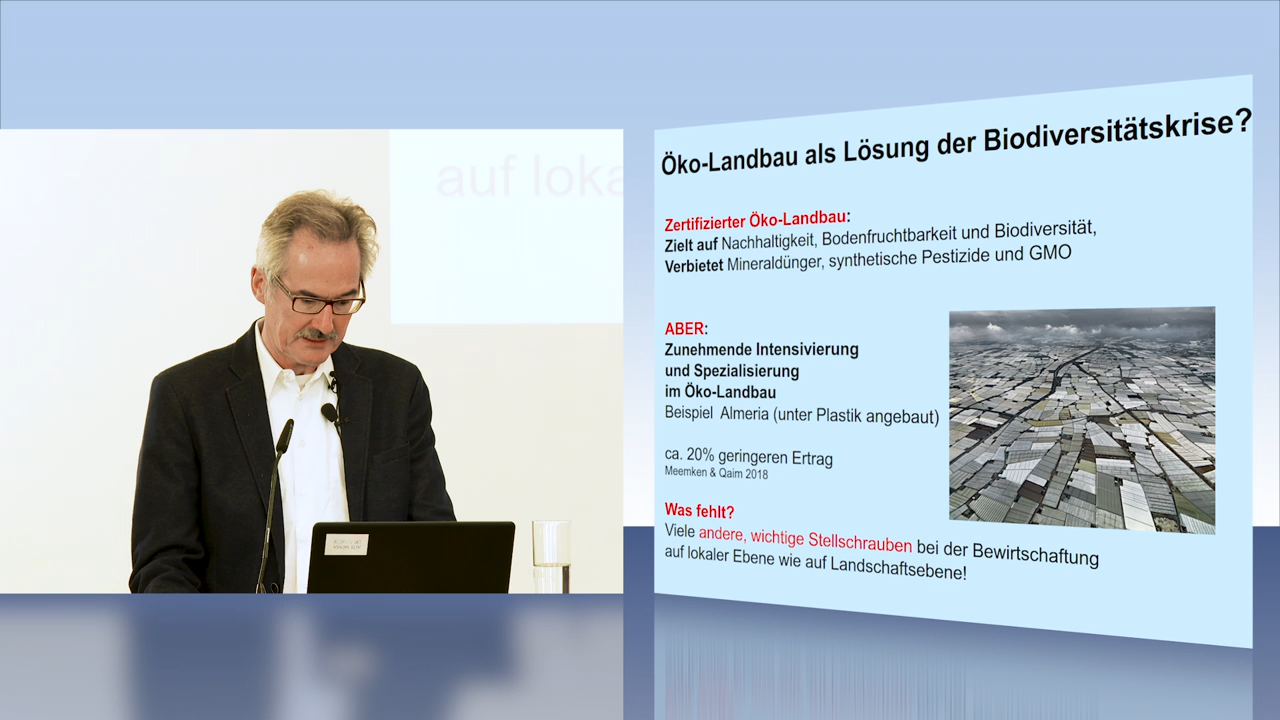 auf loka
Öko-Landbau als Lösung der Biodiversitätskrise?
Zertifizierter Öko-Landbau:
Zielt auf Nachhaltigkeit, Bodenfruchtbarkeit und Biodiversität,
Verbietet Mineraldünger, synthetische Pestizide und GMO
ABER:
Zunehmende Intensivierung
und Spezialisierung
im Öko-Landbau
Beispiel Almeria (unter Plastik angebaut)
ca. 20% geringeren Ertrag
Meemken & Qaim 2018
Was fehlt?
Viele andere, wichtige Stellschrauben bei der Bewirtschaftung
auf lokaler Ebene wie auf Landschaftsebene!